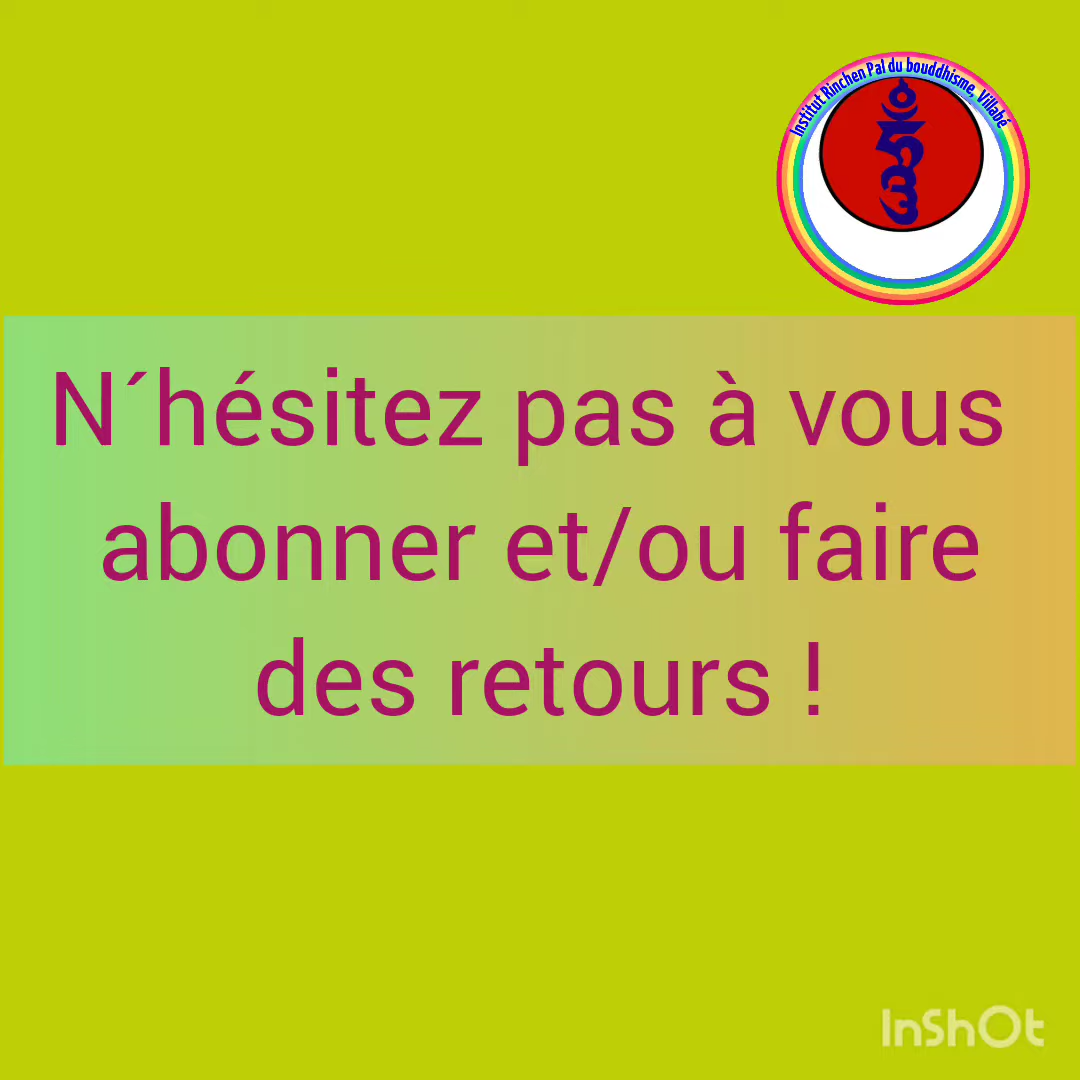 Institut Rinchen Pal du bouddhisme, Villabé
N´hésitez pas à vous
abonner et/ou faire
des retours !
InShOt